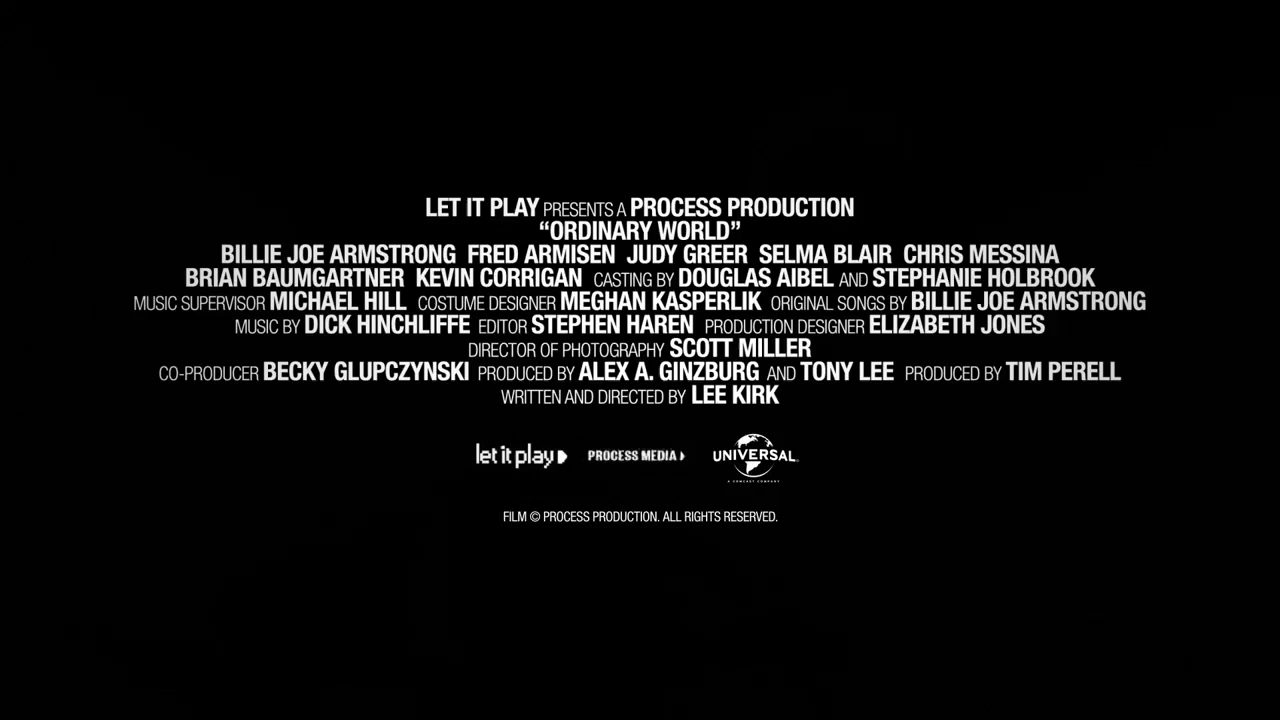 LET IT PLAY PRESENTS A PROCESS PRODUCTION
“ORDINARY WORLD”
BILLIE JOE ARMSTRONG FRED ARMISEN JUDY GREER SELMA BLAIR CHRIS MESSINA
BRIAN BAUMGARTNER KEVIN CORRIGAN CASTING BY DOUGLAS AIBEL AND STEPHANIE HOLBROOK
MUSIC SUPERVISOR MICHAEL HILL COSTUME DESIGNER MEGHAN KASPERLIK ORIGINAL SONGS BY BILLIE JOE ARMSTRONG
MUSIC BY DICK HINCHLIFFE EDITOR STEPHEN HAREN PRODUCTION DESIGNER ELIZABETH JONES
DIRECTOR OF PHOTOGRAPHY SCOTT MILLER
CO-PRODUCER BECKY GLUPCZYNSKI PRODUCED BY ALEX A. GINZBURG AND TONY LEE PRODUCED BY TIM PERELL
WRITTEN AND DIRECTED BY LEE KIRK
let it play PROCESS MEDIA UNIVERSAL
A COMCAST COMPANY
FILM © PROCESS PRODUCTION. ALL RIGHTS RESERVED.